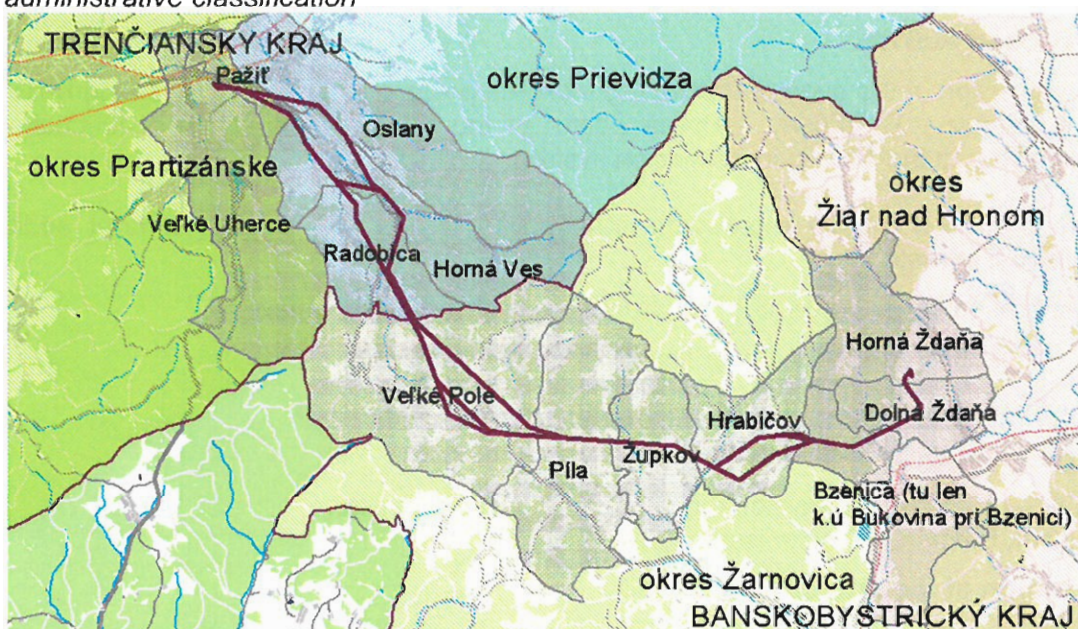 administrative classification
TRENČIANSKY KRAJ
Pažiť
okres Prievidza
Oslany
okres Prartizánske
okres
Žiar nad Hronom
Veľké Uherce
Radobica
Horná Ves
Horná Ždaňa
Veľké Pole
Hrabičov
Dolná Ždaňa
Píla
Župkov
Bzenica (tu len
k.ú Bukovina pri Bzenici)
okres Žarnovica
BANSKOBYSTRICKÝ KRAJ